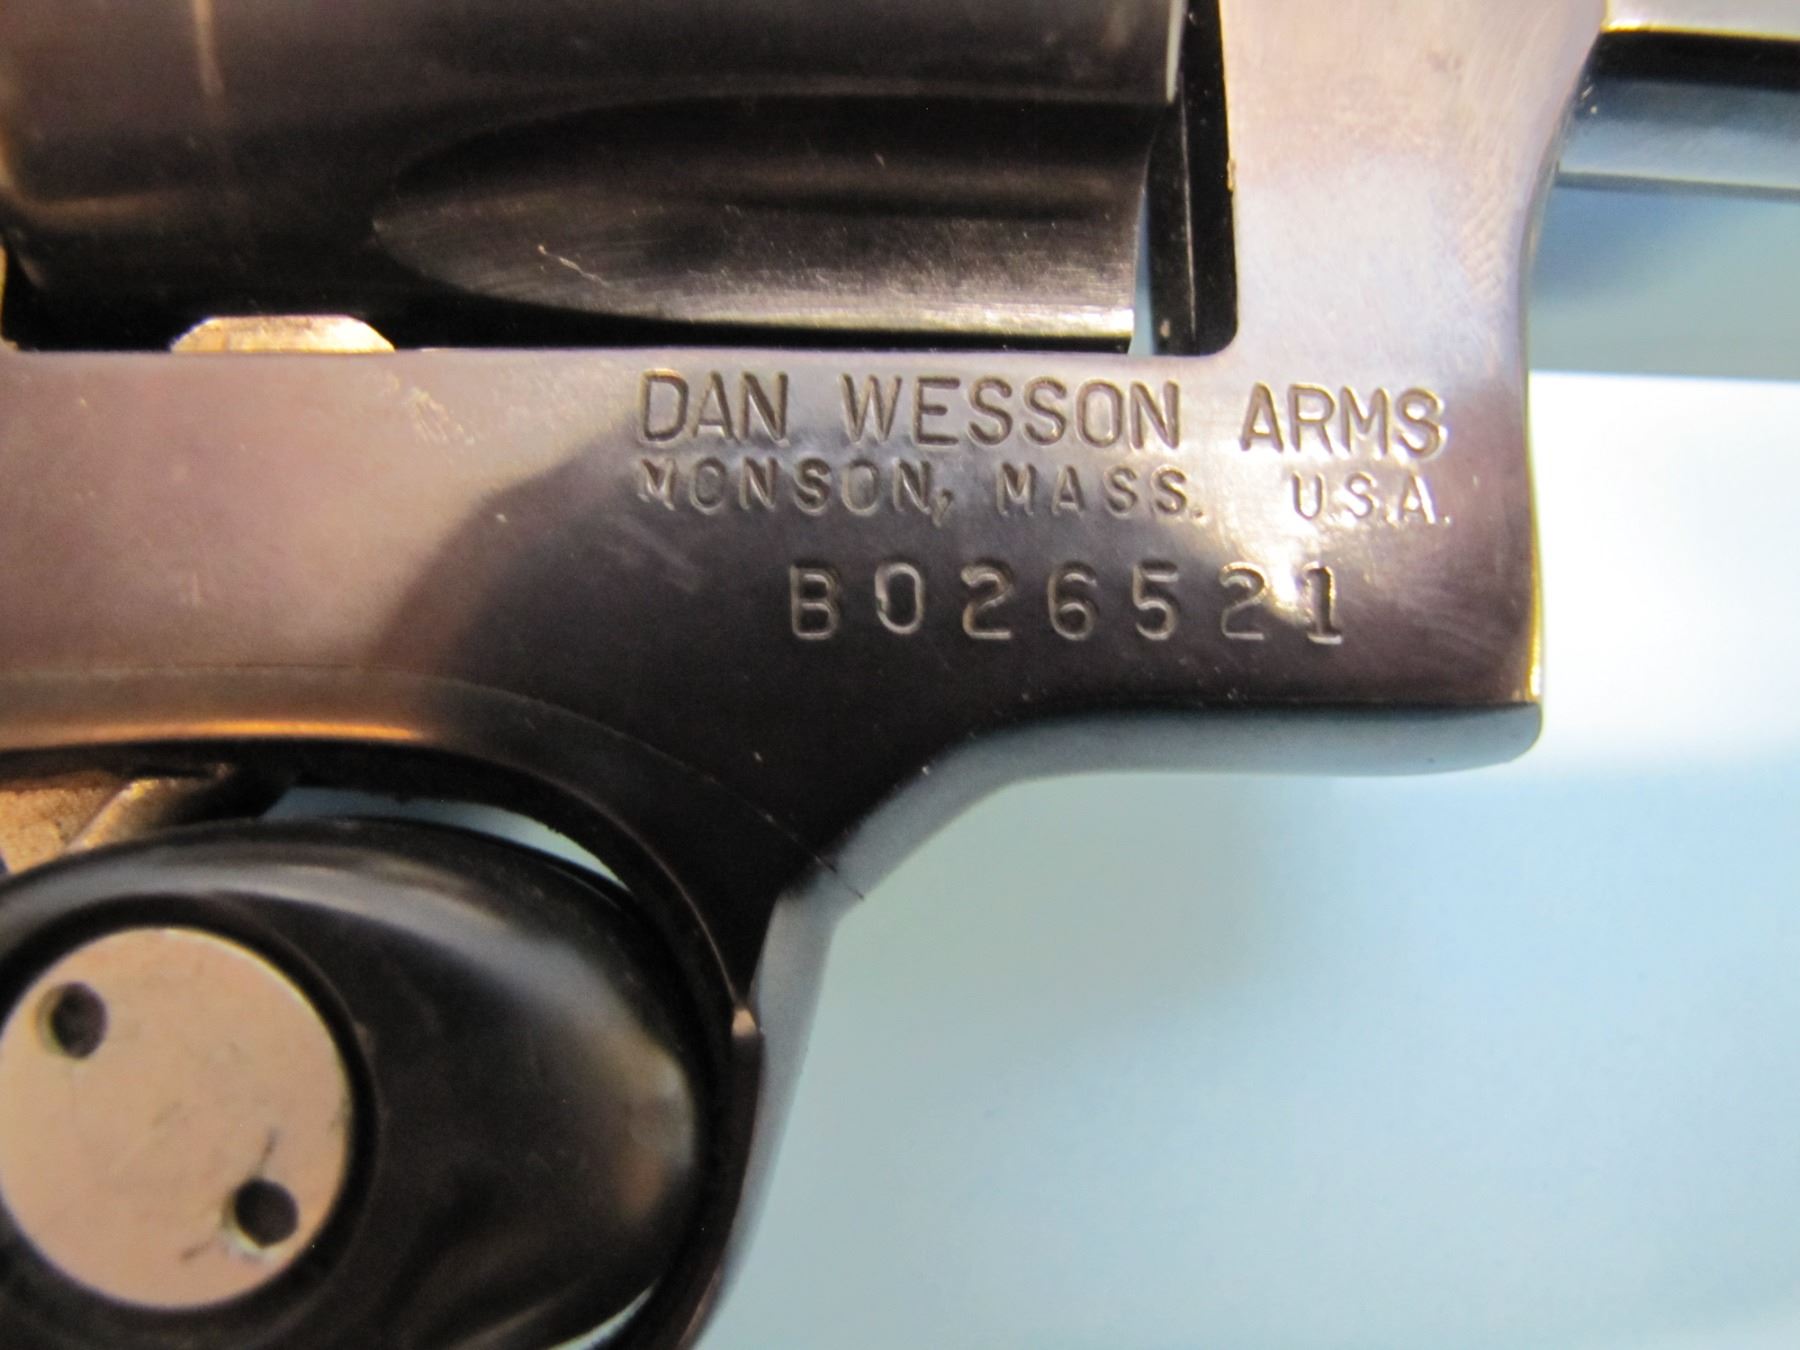 DAN WESSON ARMS
MONSON, MASS. U.S.A.
B026521